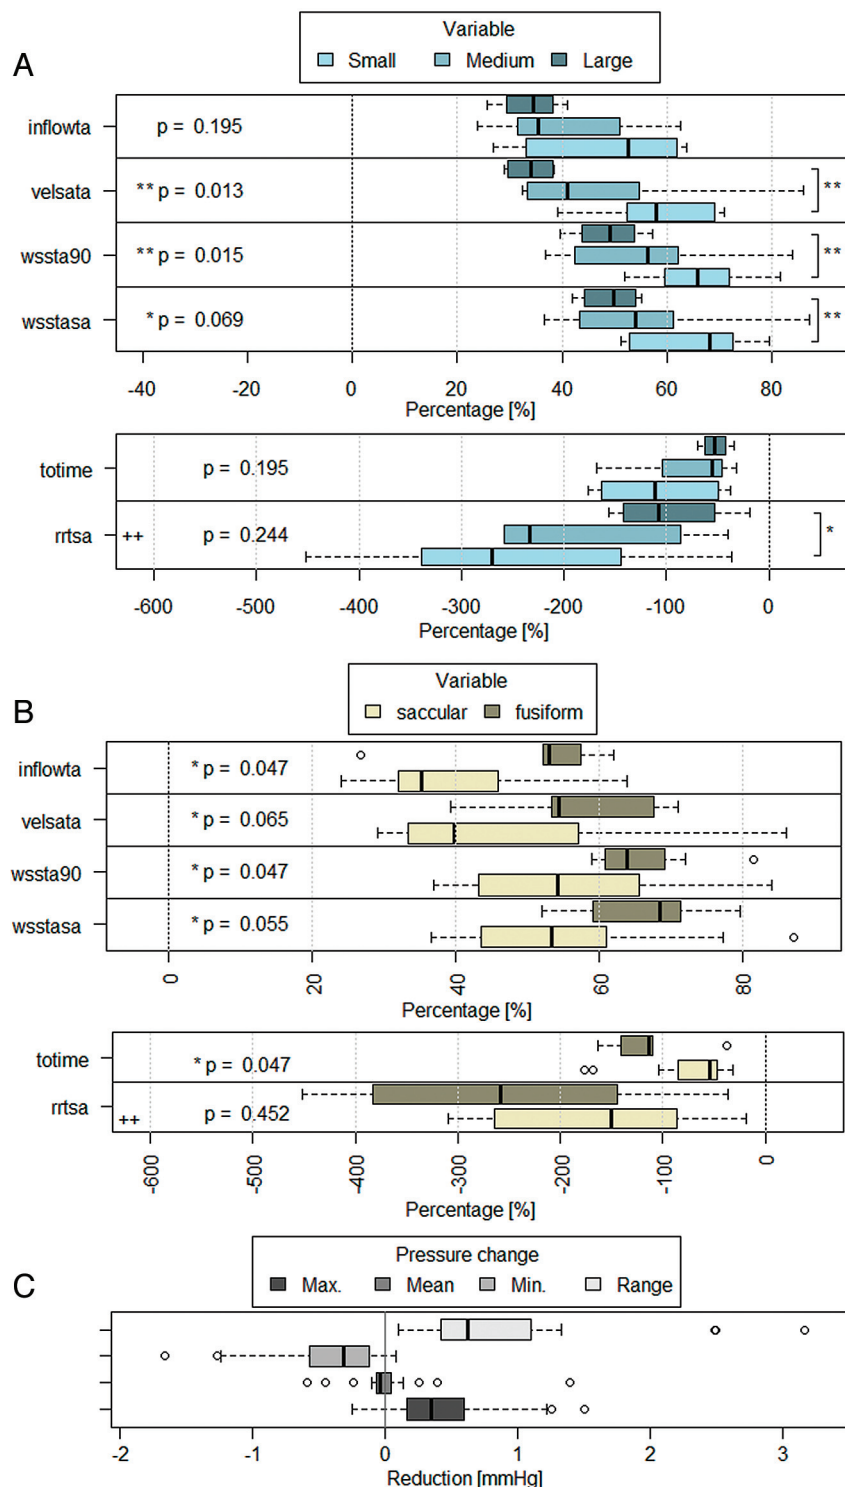 A
Variable
Small Medium Large
inflowta p = 0.195
velsata **p = 0.013 **
wssta90 **p = 0.015 **
wsstasa *p = 0.069 **
-40 -20 0 20 40 60 80
Percentage [%]
totime p = 0.195
rrtsa ++ p = 0.244 *
-600 -500 -400 -300 -200 -100 0
Percentage [%]
B
Variable
saccular fusiform
inflowta *p = 0.047
velsata *p = 0.065
wssta90 *p = 0.047
wsstasa *p = 0.055
0 20 40 60 80
Percentage [%]
totime *p = 0.047
rrtsa ++ p = 0.452
-600 -500 -400 -300 -200 -100 0
Percentage [%]
C
Pressure change
Max. Mean Min. Range
-2 -1 0 1 2 3
Reduction [mmHg]